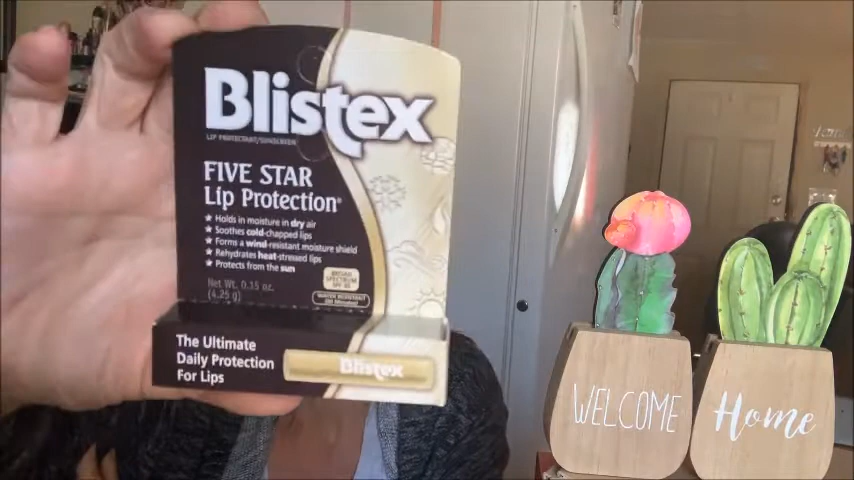 Blistex
LIP PROTECTANT/SUNSCREEN
FIVE STAR
Lip Protection®
★ Holds in moisture in dry air
★ Soothes cold-chapped lips
★ Forms a wind-resistant moisture shield
★ Rehydrates heat-stressed lips
★ Protects from the sun
Net Wt. 0.15 oz.
(4.25 g)
BROAD
SPECTRUM
SPF 30
WATER RESISTANT
(80 Minutes)
The Ultimate
Daily Protection
For Lips
Blistex
WELCOME
Home